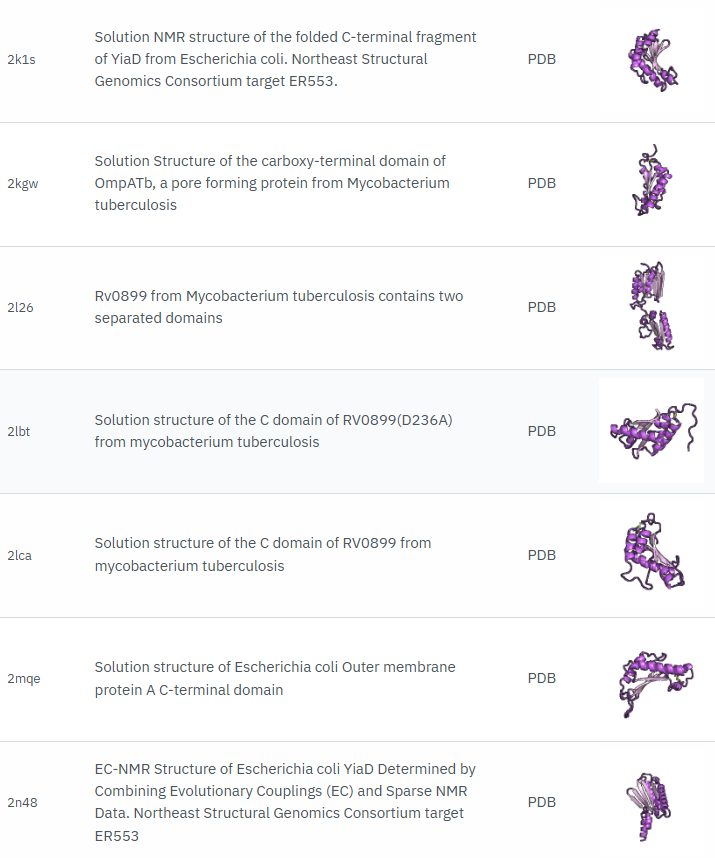 Solution NMR structure of the folded C-terminal fragment
2k1s of YiaD from Escherichia coli. Northeast Structural PDB
Genomics Consortium target ER553.
Solution Structure of the carboxy-terminal domain of
2kgw OmpATb, a pore forming protein from Mycobacterium PDB
tuberculosis
2l26 Rv0899 from Mycobacterium tuberculosis contains two PDB
separated domains
2lbt Solution structure of the C domain of RV0899(D236A) PDB
from mycobacterium tuberculosis
2lca Solution structure of the C domain of RV0899 from PDB
mycobacterium tuberculosis
2mqe Solution structure of Escherichia coli Outer membrane PDB
protein A C-terminal domain
EC-NMR Structure of Escherichia coli YiaD Determined by
2n48 Combining Evolutionary Couplings (EC) and Sparse NMR PDB
Data. Northeast Structural Genomics Consortium target
ER553